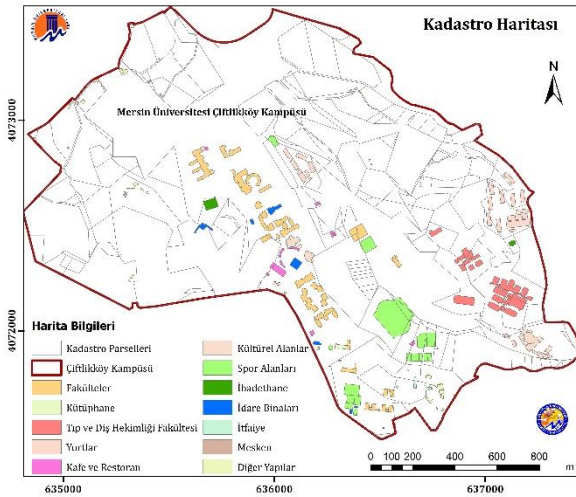 Kadastro Haritası
N
Mersin Üniversitesi Çiftlikköy Kampüsü
4073000
4072000
Harita Bilgileri
Kadastro Parselleri
Çiftlikköy Kampüsü
Fakülteler
Kütüphane
Tıp ve Diş Hekimliği Fakültesi
Yurtlar
Kafe ve Restoran
Kültürel Alanlar
Spor Alanları
İbadethane
İdare Binaları
İtfaiye
Mesken
Diğer Yapılar
0 100 200 400 600 800
m
635000 636000 637000